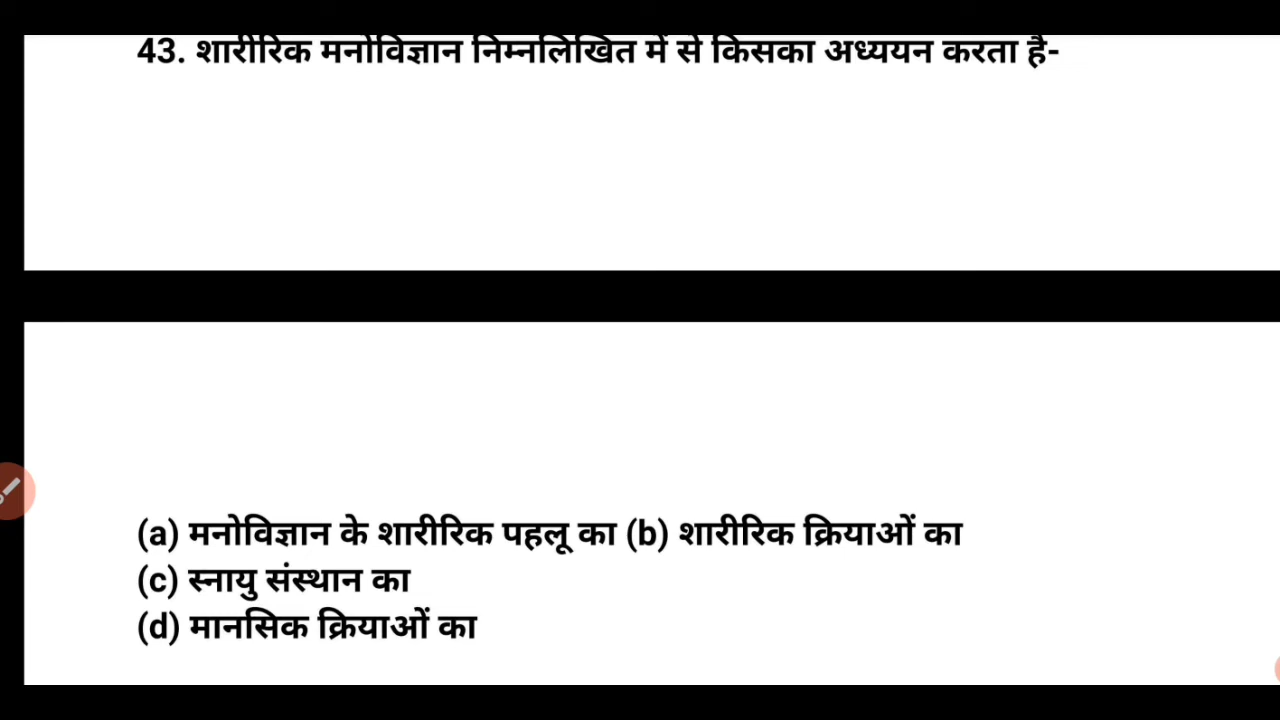 43. शारीरिक मनोविज्ञान निम्नलिखित में से किसका अध्ययन करता है-
(a) मनोविज्ञान के शारीरिक पहलू का (b) शारीरिक क्रियाओं का
(c) स्नायु संस्थान का
(d) मानसिक क्रियाओं का